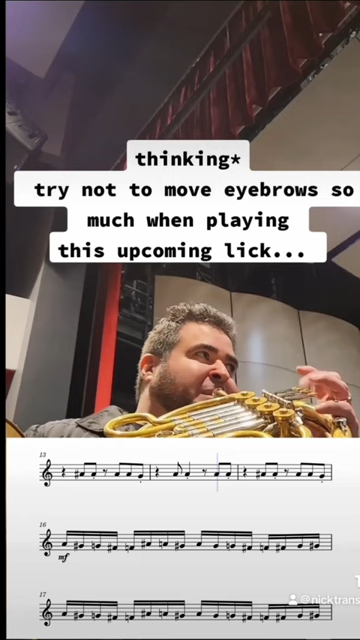 thinking*
try not to move eyebrows so
much when playing
this upcoming lick...
13
16
mf
17
@nicktrans